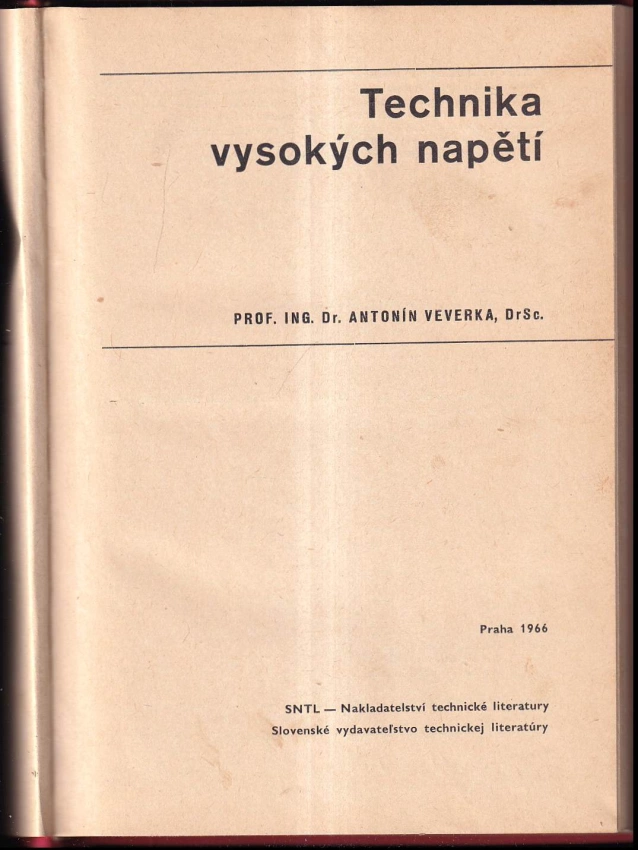 Technika
vysokých napětí
PROF. ING. Dr. ANTONÍN VEVERKA, DrSc.
Praha 1966
SNTL — Nakladatelství technické literatury
Slovenské vydavateľstvo technickej literatúry